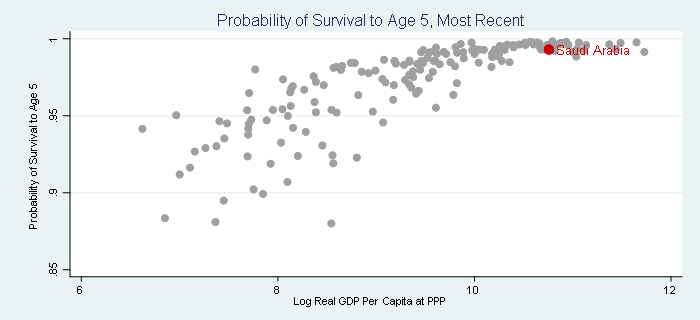 Probability of Survival to Age 5, Most Recent
Probability of Survival to Age 5
1
.95
.9
.85
Saudi Arabia
6
8
10
12
Log Real GDP Per Capita at PPP